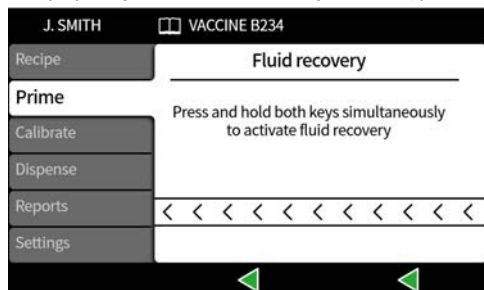 J. SMITH
VACCINE B234
Recipe
Prime
Calibrate
Dispense
Reports
Settings
Fluid recovery
Press and hold both keys simultaneously
to activate fluid recovery
< < < < < < < < < < <